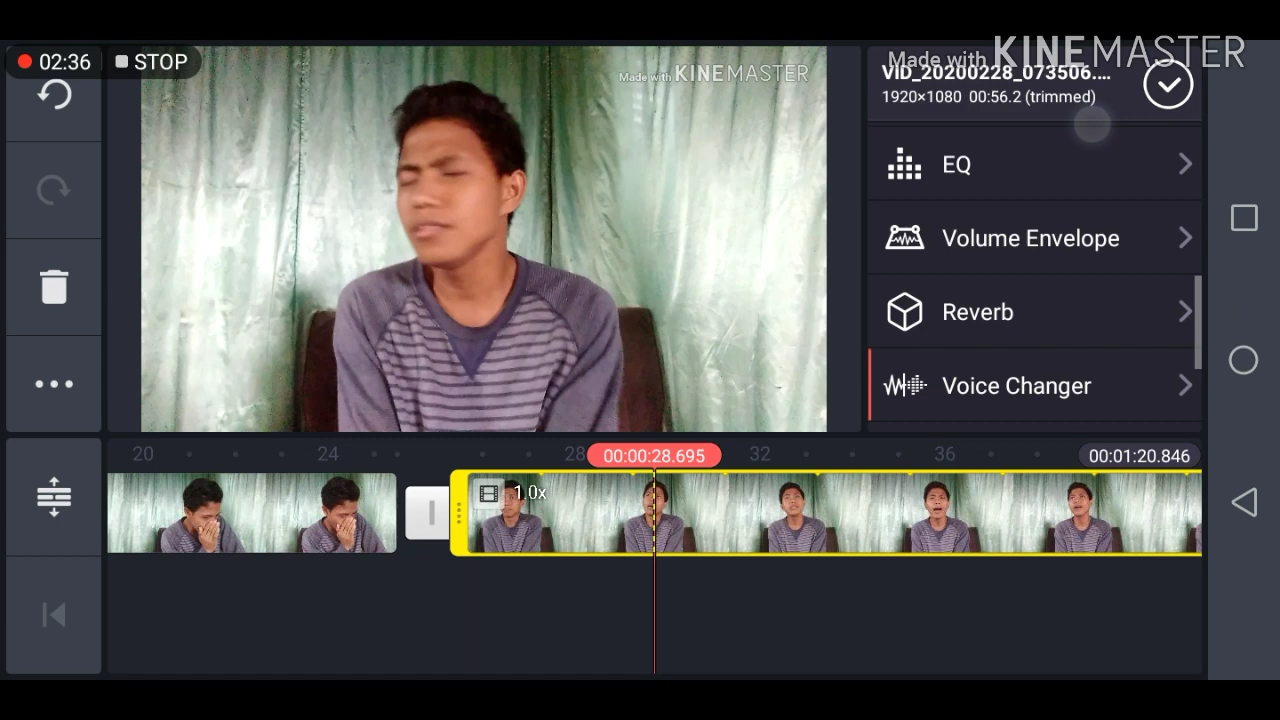 02:36 STOP
Made with KINEMASTER
Made with KINEMASTER
VID_20200228_073506....
1920×1080 00:56.2 (trimmed)
EQ
Volume Envelope
Reverb
Voice Changer
20 24 28 00:00:28.695 32 36 00:01:20.846
1.0x